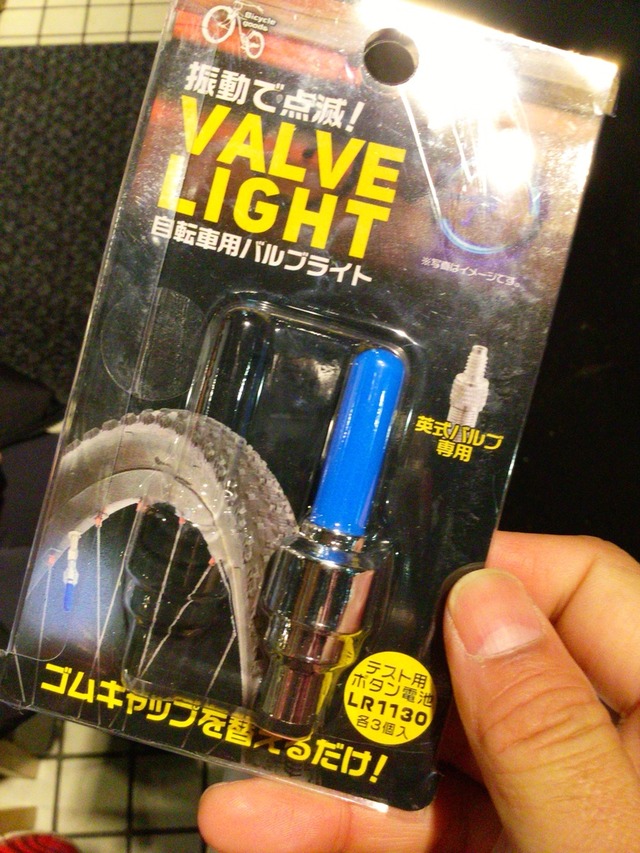 Bicycle
Goods
振動で点滅!
VALVE
LIGHT
自転車用バルブライト
※写真はイメージです。
英式バルブ
専用
テスト用
ボタン電池
LR1130
各3個入
ゴムキャップを替えるだけ!